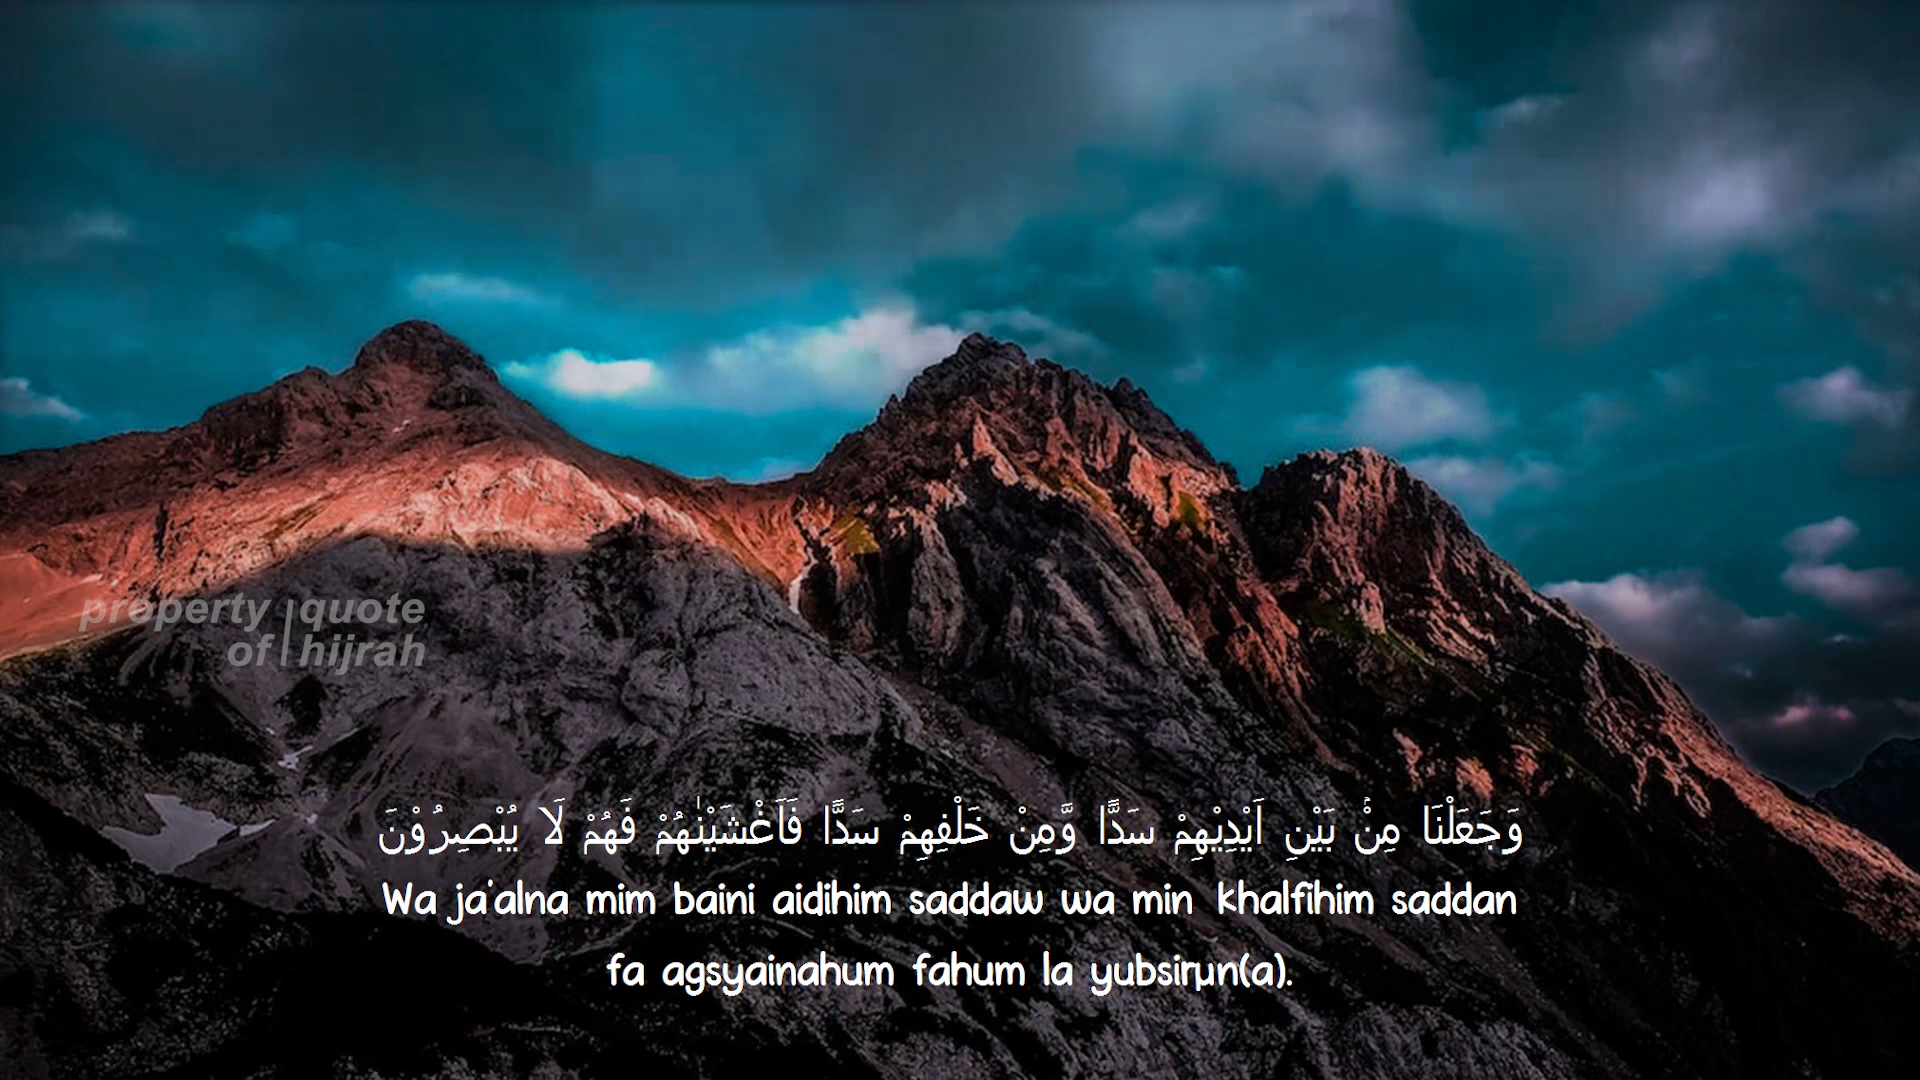 property quote
of hijrah
وَجَعَلْنَا مِنْۢ بَيْنِ اَيْدِيْهِمْ سَدًّا وَّمِنْ خَلْفِهِمْ سَدًّا فَاَغْشَيْنٰهُمْ فَهُمْ لَا يُبْصِرُوْنَ
Wa ja'alna mim baini aidihim saddaw wa min khalfihim saddan
fa agsyainahum fahum la yubsirµn(a).